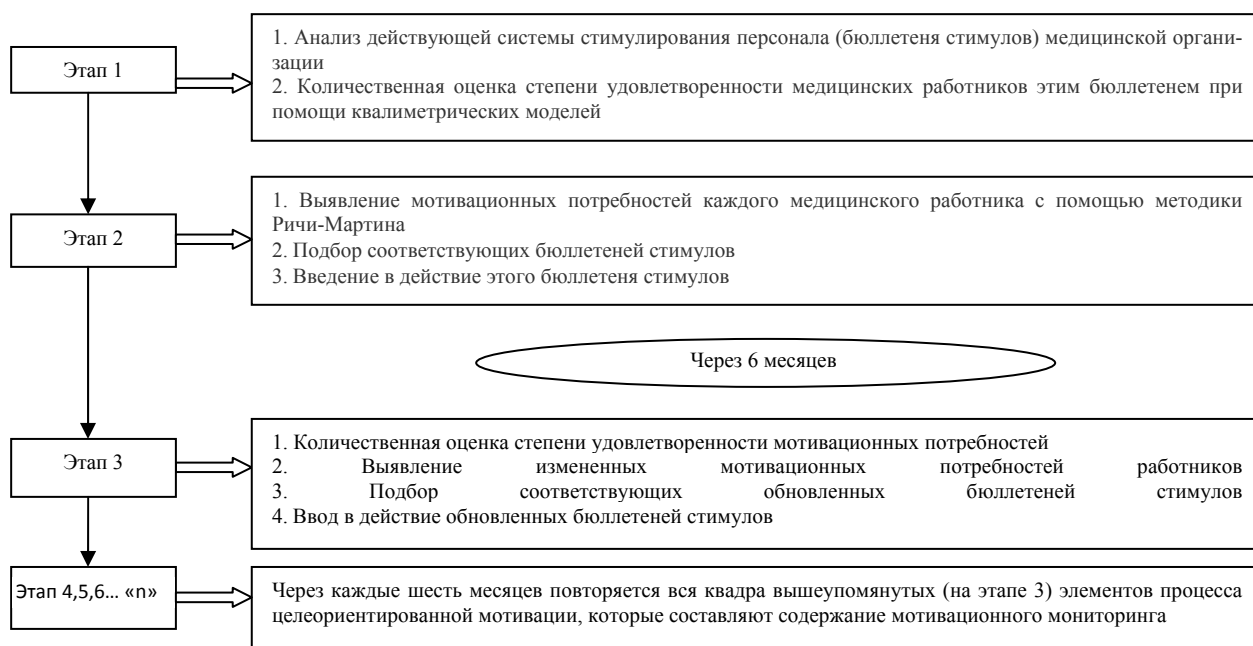 Этап 1
1. Анализ действующей системы стимулирования персонала (бюллетеня стимулов) медицинской органи-
зации
2. Количественная оценка степени удовлетворенности медицинских работников этим бюллетенем при
помощи квалиметрических моделей
Этап 2
1. Выявление мотивационных потребностей каждого медицинского работника с помощью методики
Ричи-Мартина
2. Подбор соответствующих бюллетеней стимулов
3. Введение в действие этого бюллетеня стимулов
Через 6 месяцев
Этап 3
1. Количественная оценка степени удовлетворенности мотивационных потребностей
2. Выявление измененных мотивационных потребностей работников
3. Подбор соответствующих обновленных бюллетеней стимулов
4. Ввод в действие обновленных бюллетеней стимулов
Этап 4,5,6... «n»
Через каждые шесть месяцев повторяется вся квадра вышеупомянутых (на этапе 3) элементов процесса
целеориентированной мотивации, которые составляют содержание мотивационного мониторинга